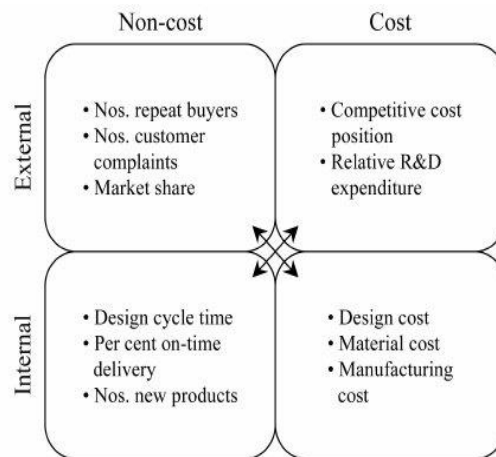 Non-cost
Cost
External
• Nos. repeat buyers
• Nos. customer
complaints
• Market share
• Competitive cost
position
• Relative R&D
expenditure
Internal
• Design cycle time
• Per cent on-time
delivery
• Nos. new products
• Design cost
• Material cost
• Manufacturing
cost